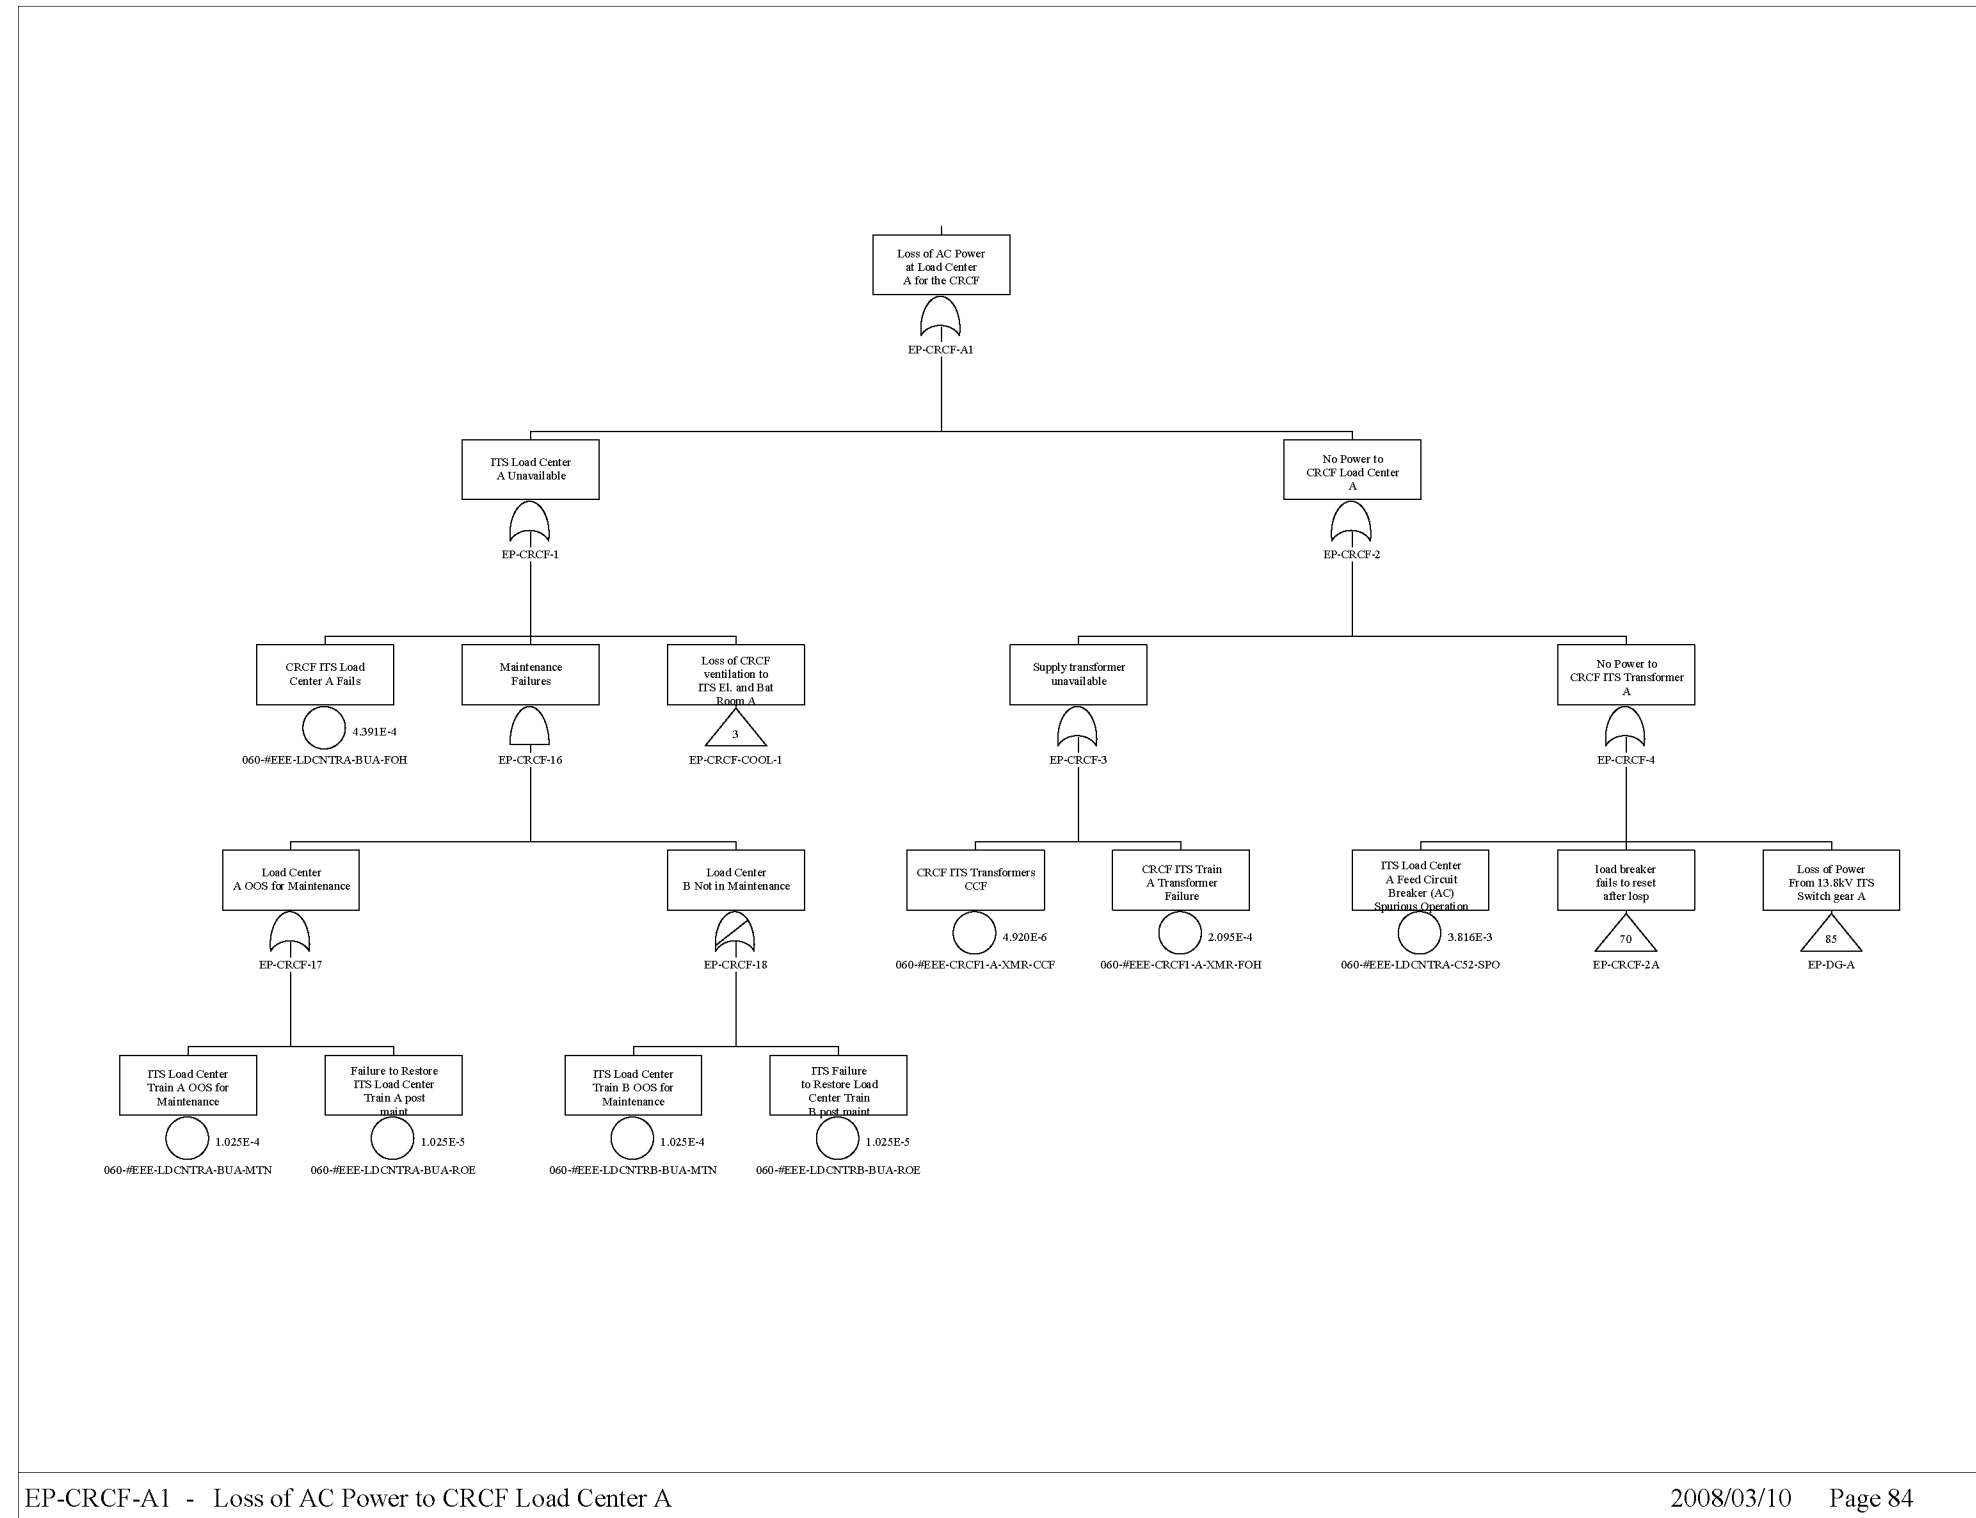 Loss of AC Power
at Load Center
A for the CRCF
EP-CRCF-A1
ITS Load Center
A Unavailable
EP-CRCF-1
No Power to
CRCF Load Center
A
EP-CRCF-2
CRCF ITS Load
Center A Fails
4.391E-4
060-#EEE-LDCNTRA-BUA-FOH
Maintenance
Failures
EP-CRCF-16
Loss of CRCF
ventilation to
ITS El. and Bat
Room A
3
EP-CRCF-COOL-1
Supply transformer
unavailable
EP-CRCF-3
No Power to
CRCF ITS Transformer
A
EP-CRCF-4
Load Center
A OOS for Maintenance
EP-CRCF-17
Load Center
B Not in Maintenance
EP-CRCF-18
CRCF ITS Transformers
CCF
4.920E-6
060-#EEE-CRCF1-A-XMR-CCF
CRCF ITS Train
A Transformer
Failure
2.095E-4
060-#EEE-CRCF1-A-XMR-FOH
ITS Load Center
A Feed Circuit
Breaker (AC)
Spurious Operation
3.816E-3
060-#EEE-LDCNTRA-C52-SPO
load breaker
fails to reset
after losp
70
EP-CRCF-2A
Loss of Power
From 13.8kV ITS
Switch gear A
85
EP-DG-A
ITS Load Center
Train A OOS for
Maintenance
1.025E-4
060-#EEE-LDCNTRA-BUA-MTN
Failure to Restore
ITS Load Center
Train A post
maint
1.025E-5
060-#EEE-LDCNTRA-BUA-ROE
ITS Load Center
Train B OOS for
Maintenance
1.025E-4
060-#EEE-LDCNTRB-BUA-MTN
ITS Failure
to Restore Load
Center Train
B post maint
1.025E-5
060-#EEE-LDCNTRB-BUA-ROE
EP-CRCF-A1 - Loss of AC Power to CRCF Load Center A
2008/03/10 Page 84